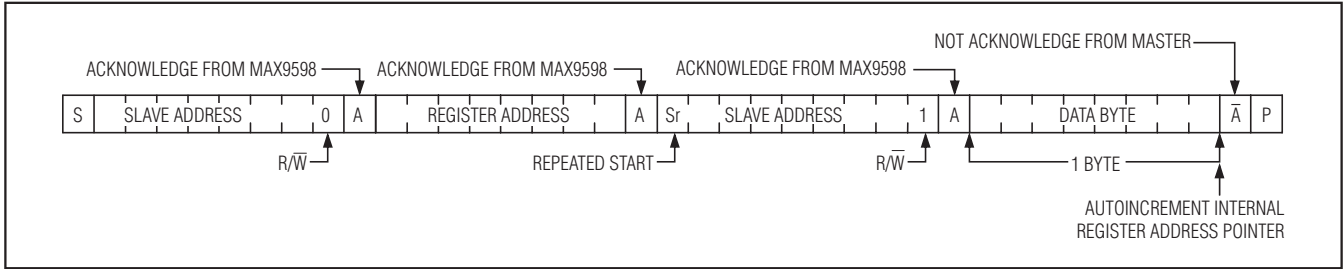 NOT ACKNOWLEDGE FROM MASTER
ACKNOWLEDGE FROM MAX9598 ACKNOWLEDGE FROM MAX9598 ACKNOWLEDGE FROM MAX9598
S SLAVE ADDRESS 0 A REGISTER ADDRESS A Sr SLAVE ADDRESS 1 A DATA BYTE A̅ P
R/W̅ REPEATED START R/W̅ 1 BYTE
AUTOINCREMENT INTERNAL
REGISTER ADDRESS POINTER